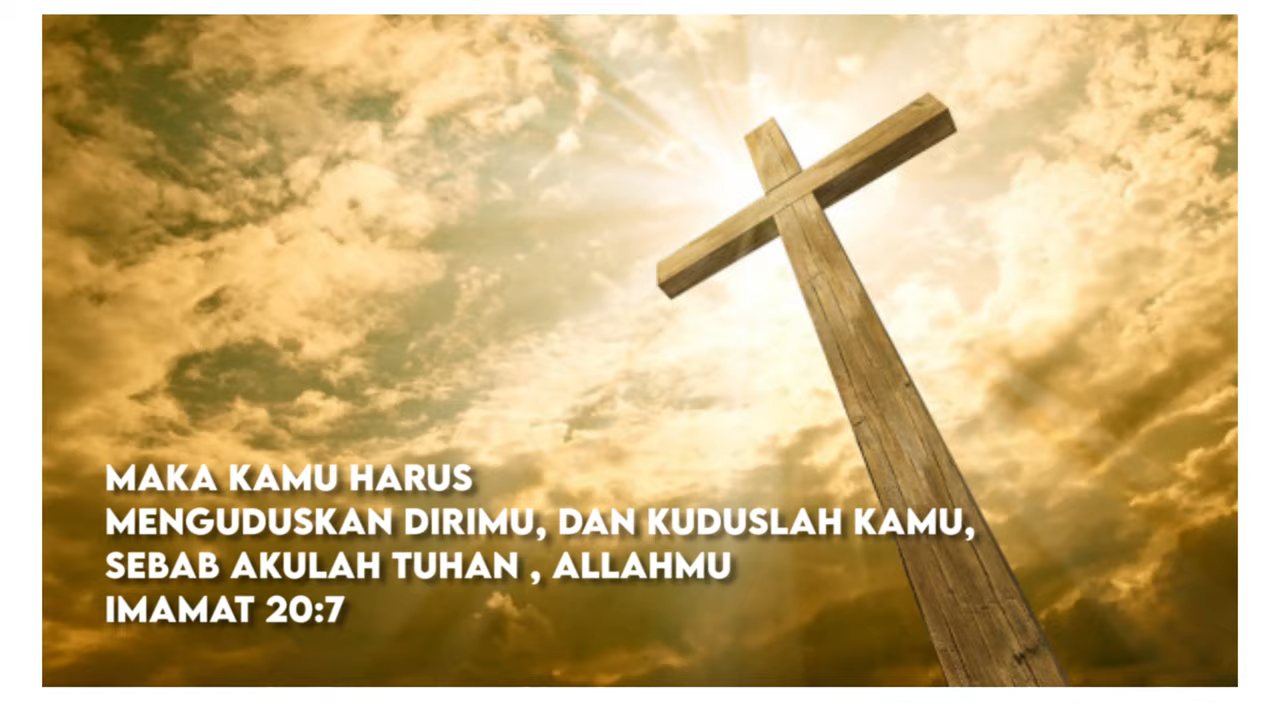 MAKA KAMU HARUS
MENGUDUSKAN DIRIMU, DAN KUDUSLAH KAMU,
SEBAB AKULAH TUHAN , ALLAHMU
IMAMAT 20:7